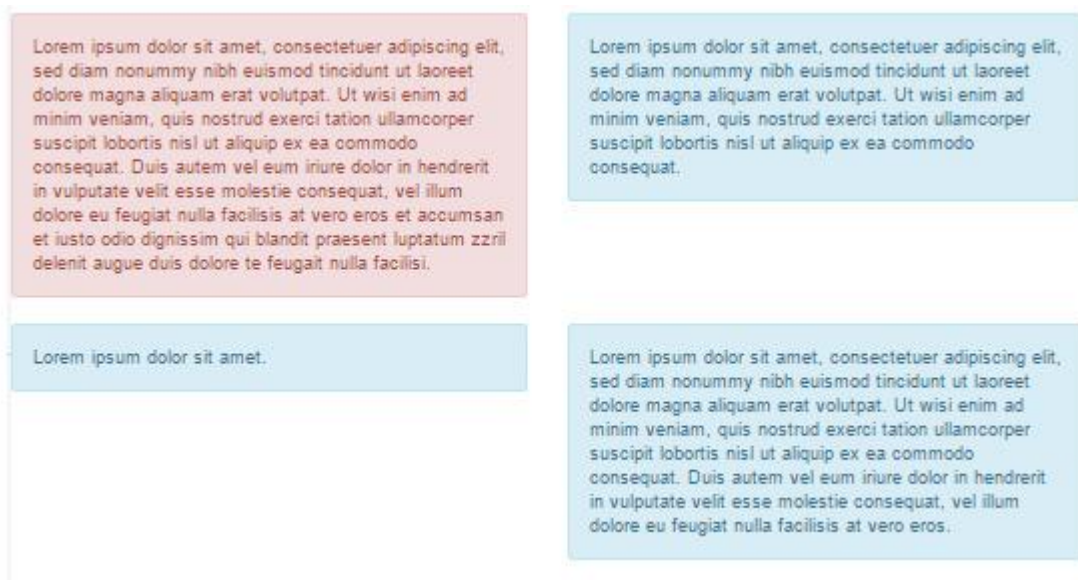 Lorem ipsum dolor sit amet, consectetuer adipiscing elit,
sed diam nonummy nibh euismod tincidunt ut laoreet
dolore magna aliquam erat volutpat. Ut wisi enim ad
minim veniam, quis nostrud exerci tation ullamcorper
suscipit lobortis nisl ut aliquip ex ea commodo
consequat. Duis autem vel eum iriure dolor in hendrerit
in vulputate velit esse molestie consequat, vel illum
dolore eu feugiat nulla facilisis at vero eros et accumsan
et iusto odio dignissim qui blandit praesent luptatum zzril
delenit augue duis dolore te feugait nulla facilisi.
Lorem ipsum dolor sit amet, consectetuer adipiscing elit,
sed diam nonummy nibh euismod tincidunt ut laoreet
dolore magna aliquam erat volutpat. Ut wisi enim ad
minim veniam, quis nostrud exerci tation ullamcorper
suscipit lobortis nisl ut aliquip ex ea commodo
consequat.
Lorem ipsum dolor sit amet.
Lorem ipsum dolor sit amet, consectetuer adipiscing elit,
sed diam nonummy nibh euismod tincidunt ut laoreet
dolore magna aliquam erat volutpat. Ut wisi enim ad
minim veniam, quis nostrud exerci tation ullamcorper
suscipit lobortis nisl ut aliquip ex ea commodo
consequat. Duis autem vel eum iriure dolor in hendrerit
in vulputate velit esse molestie consequat, vel illum
dolore eu feugiat nulla facilisis at vero eros.